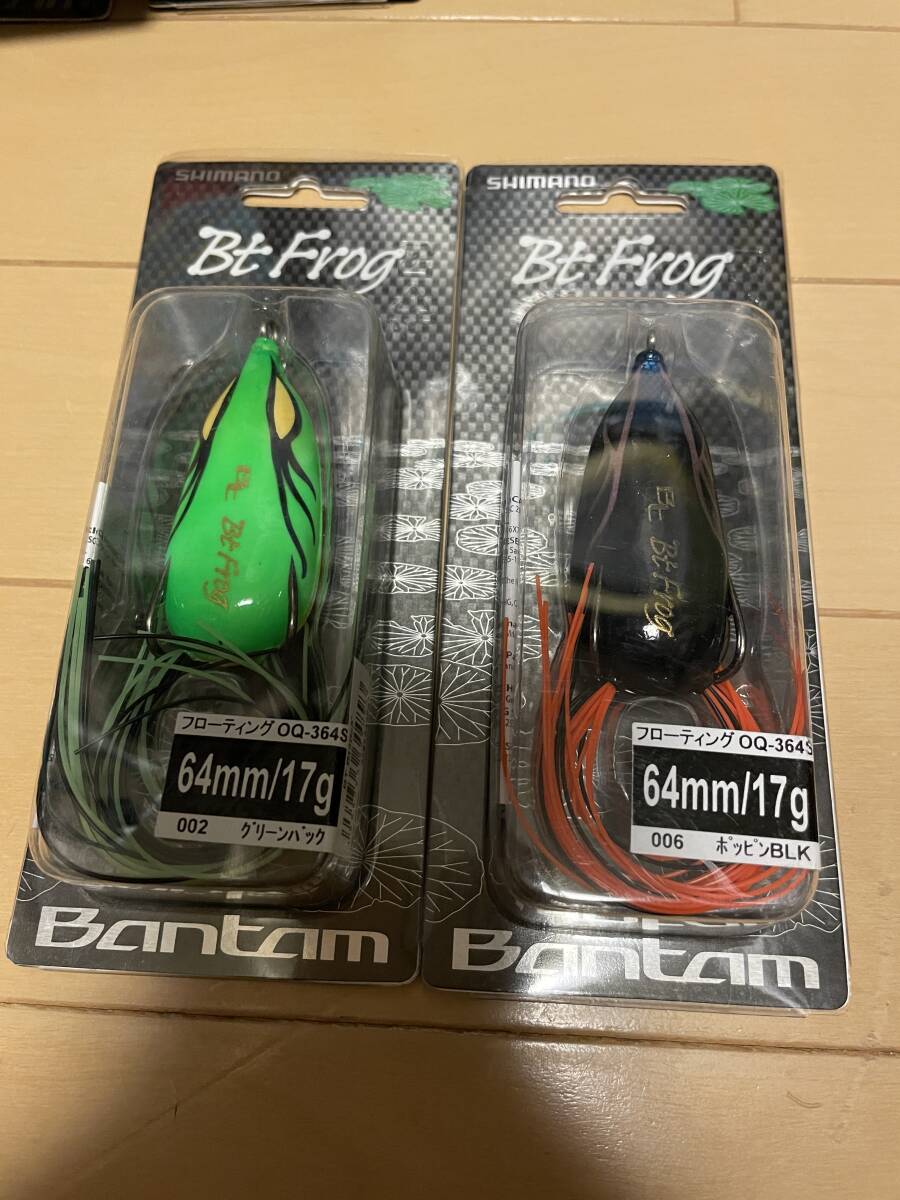 SHIMANO
Bt Frog
Bt Frog
フローティング OQ-364S
64mm/17g
002 グリーンバック
Bantam
SHIMANO
Bt Frog
Bt Frog
フローティング OQ-364S
64mm/17g
006 ポッピンBLK
Bantam